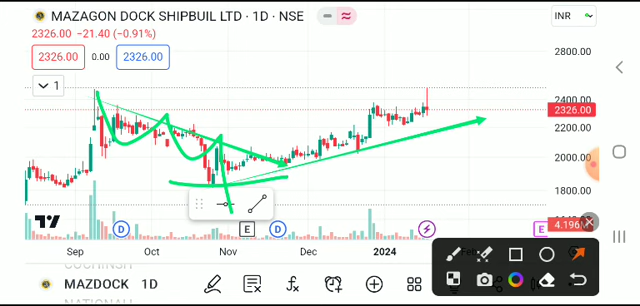 MAZAGON DOCK SHIPBUIL LTD · 1D · NSE
INR
2326.00 −21.40 (−0.91%)
2326.00 0.00 2326.00
1
2800.00
2400.00
2326.00
2200.00
2000.00
1800.00
4.196
D E D E
Sep Oct Nov Dec 2024
MAZDOCK 1D